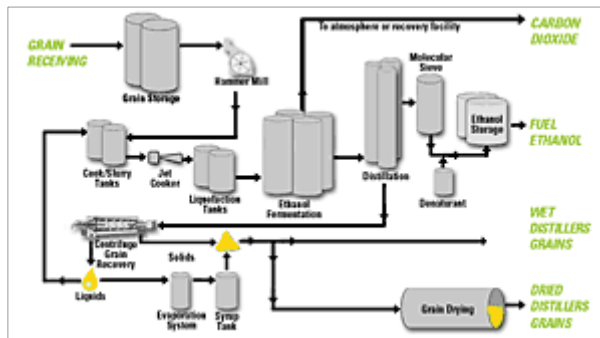 To atmosphere or recovery facility
CARBON
DIOXIDE
GRAIN
RECEIVING
Grain Storage
Hammer Mill
Molecular
Sieve
Ethanol
Storage
FUEL
ETHANOL
Cook/Slurry
Tanks
Jet
Cooker
Liquefaction
Tanks
Ethanol
Fermentation
Distillation
Denaturant
Centrifuge
Grain
Recovery
Solids
WET
DISTILLERS
GRAINS
Liquids
Evaporation
System
Syrup
Tank
Grain Drying
DRIED
DISTILLERS
GRAINS